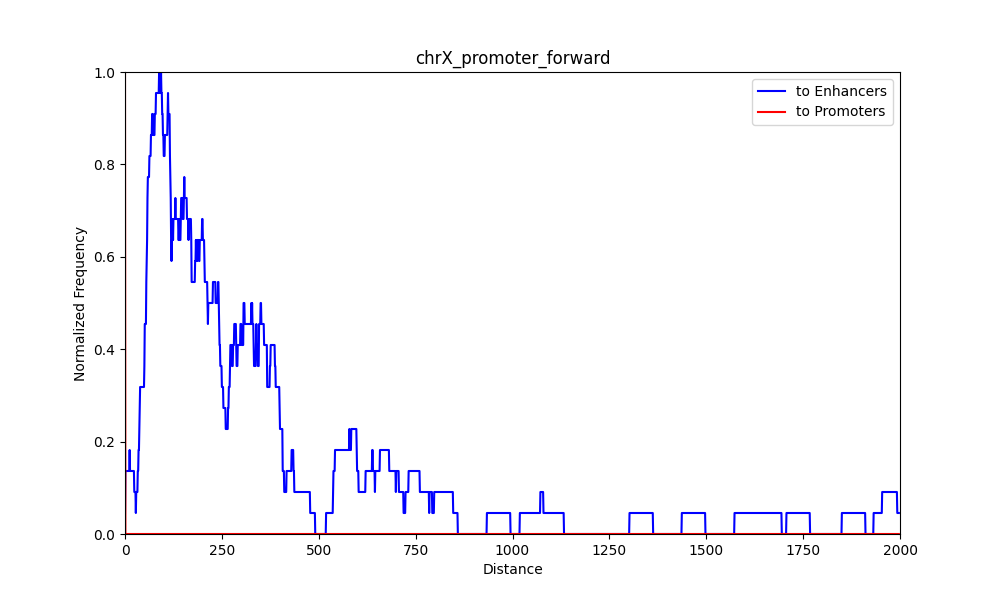 chrX_promoter_forward
to Enhancers
to Promoters
Normalized Frequency
1.0
0.8
0.6
0.4
0.2
0.0
0 250 500 750 1000 1250 1500 1750 2000
Distance